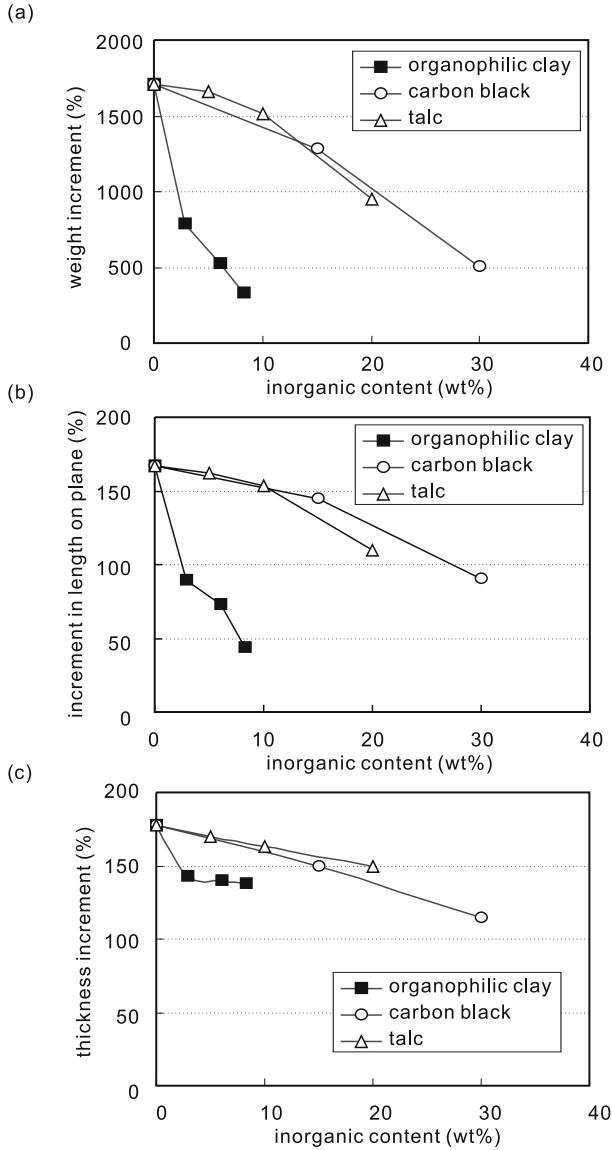 (a)
2000
1500
1000
500
0
weight increment (%)
organophilic clay
carbon black
talc
0 10 20 30 40
inorganic content (wt%)
(b)
200
150
100
50
0
increment in length on plane (%)
organophilic clay
carbon black
talc
0 10 20 30 40
inorganic content (wt%)
(c)
200
150
100
50
0
thickness increment (%)
organophilic clay
carbon black
talc
0 10 20 30 40
inorganic content (wt%)